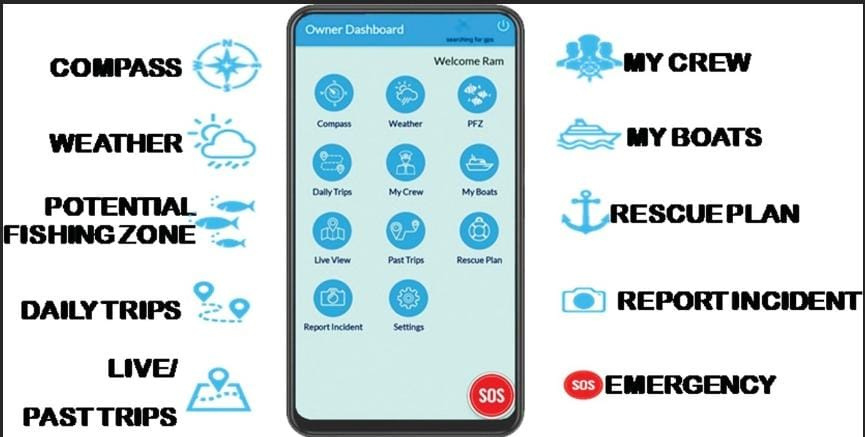 COMPASS
WEATHER
POTENTIAL
FISHING ZONE
DAILY TRIPS
LIVE/
PAST TRIPS
Owner Dashboard
searching for gps
Welcome Ram
Compass Weather PFZ
Daily Trips My Crew My Boats
Live View Past Trips Rescue Plan
Report Incident Settings
SOS
MY CREW
MY BOATS
RESCUE PLAN
REPORT INCIDENT
SOS EMERGENCY